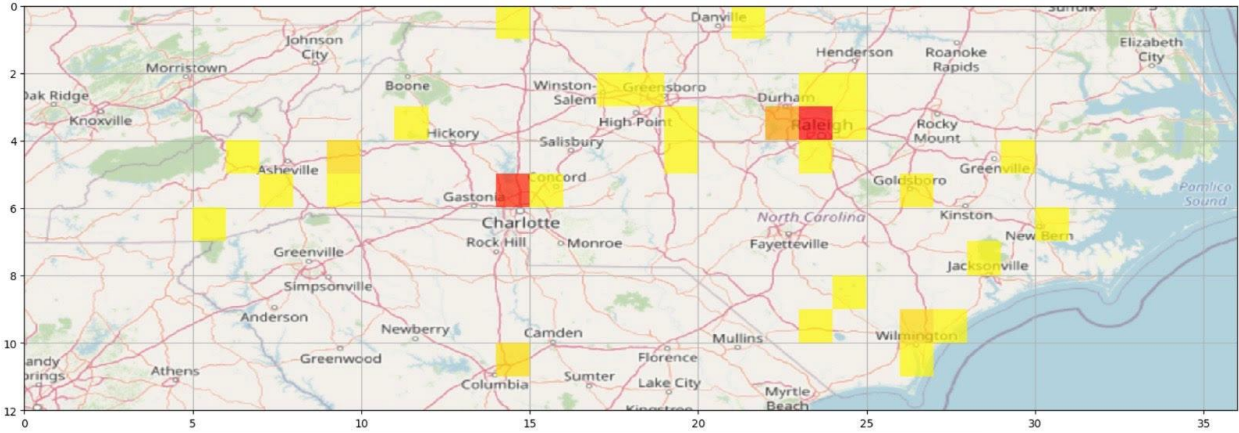 0
Danville
Suffolk
Johnson
City
Henderson
Roanoke
Rapids
Elizabeth
City
2
Morristown
Boone
Winston-
Salem
Greensboro
Oak Ridge
Durham
Knoxville
Hickory
High Point
Raleigh
Rocky
Mount
4
Salisbury
Asheville
Concord
Greenville
Goldsboro
Pamlico
Sound
Gastonia
6
Charlotte
North Carolina
Kinston
New Bern
Greenville
Rock Hill
Monroe
Fayetteville
Jacksonville
8
Simpsonville
Anderson
Newberry
Camden
Mullins
Wilmington
10
andy
prings
Athens
Greenwood
Columbia
Sumter
Florence
Lake City
Myrtle
Beach
Kingstree
12
0 5 10 15 20 25 30 35